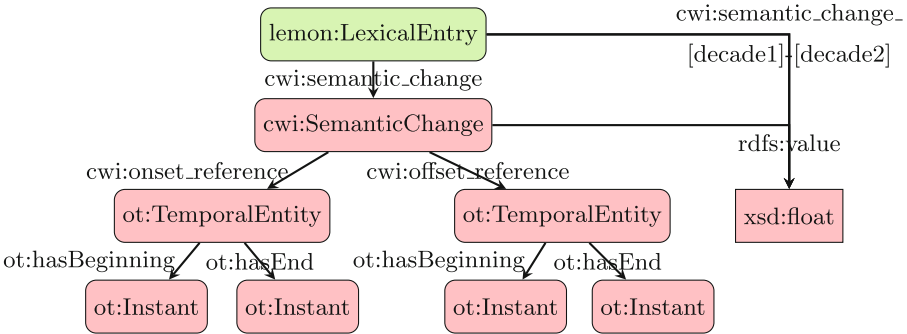 cwi:semantic_change_
lemon:LexicalEntry
[decade1]-[decade2]
cwi:semantic_change
cwi:SemanticChange
rdfs:value
cwi:onset_reference
cwi:offset_reference
ot:TemporalEntity
ot:TemporalEntity
xsd:float
ot:hasBeginning
ot:hasEnd
ot:hasBeginning
ot:hasEnd
ot:Instant
ot:Instant
ot:Instant
ot:Instant